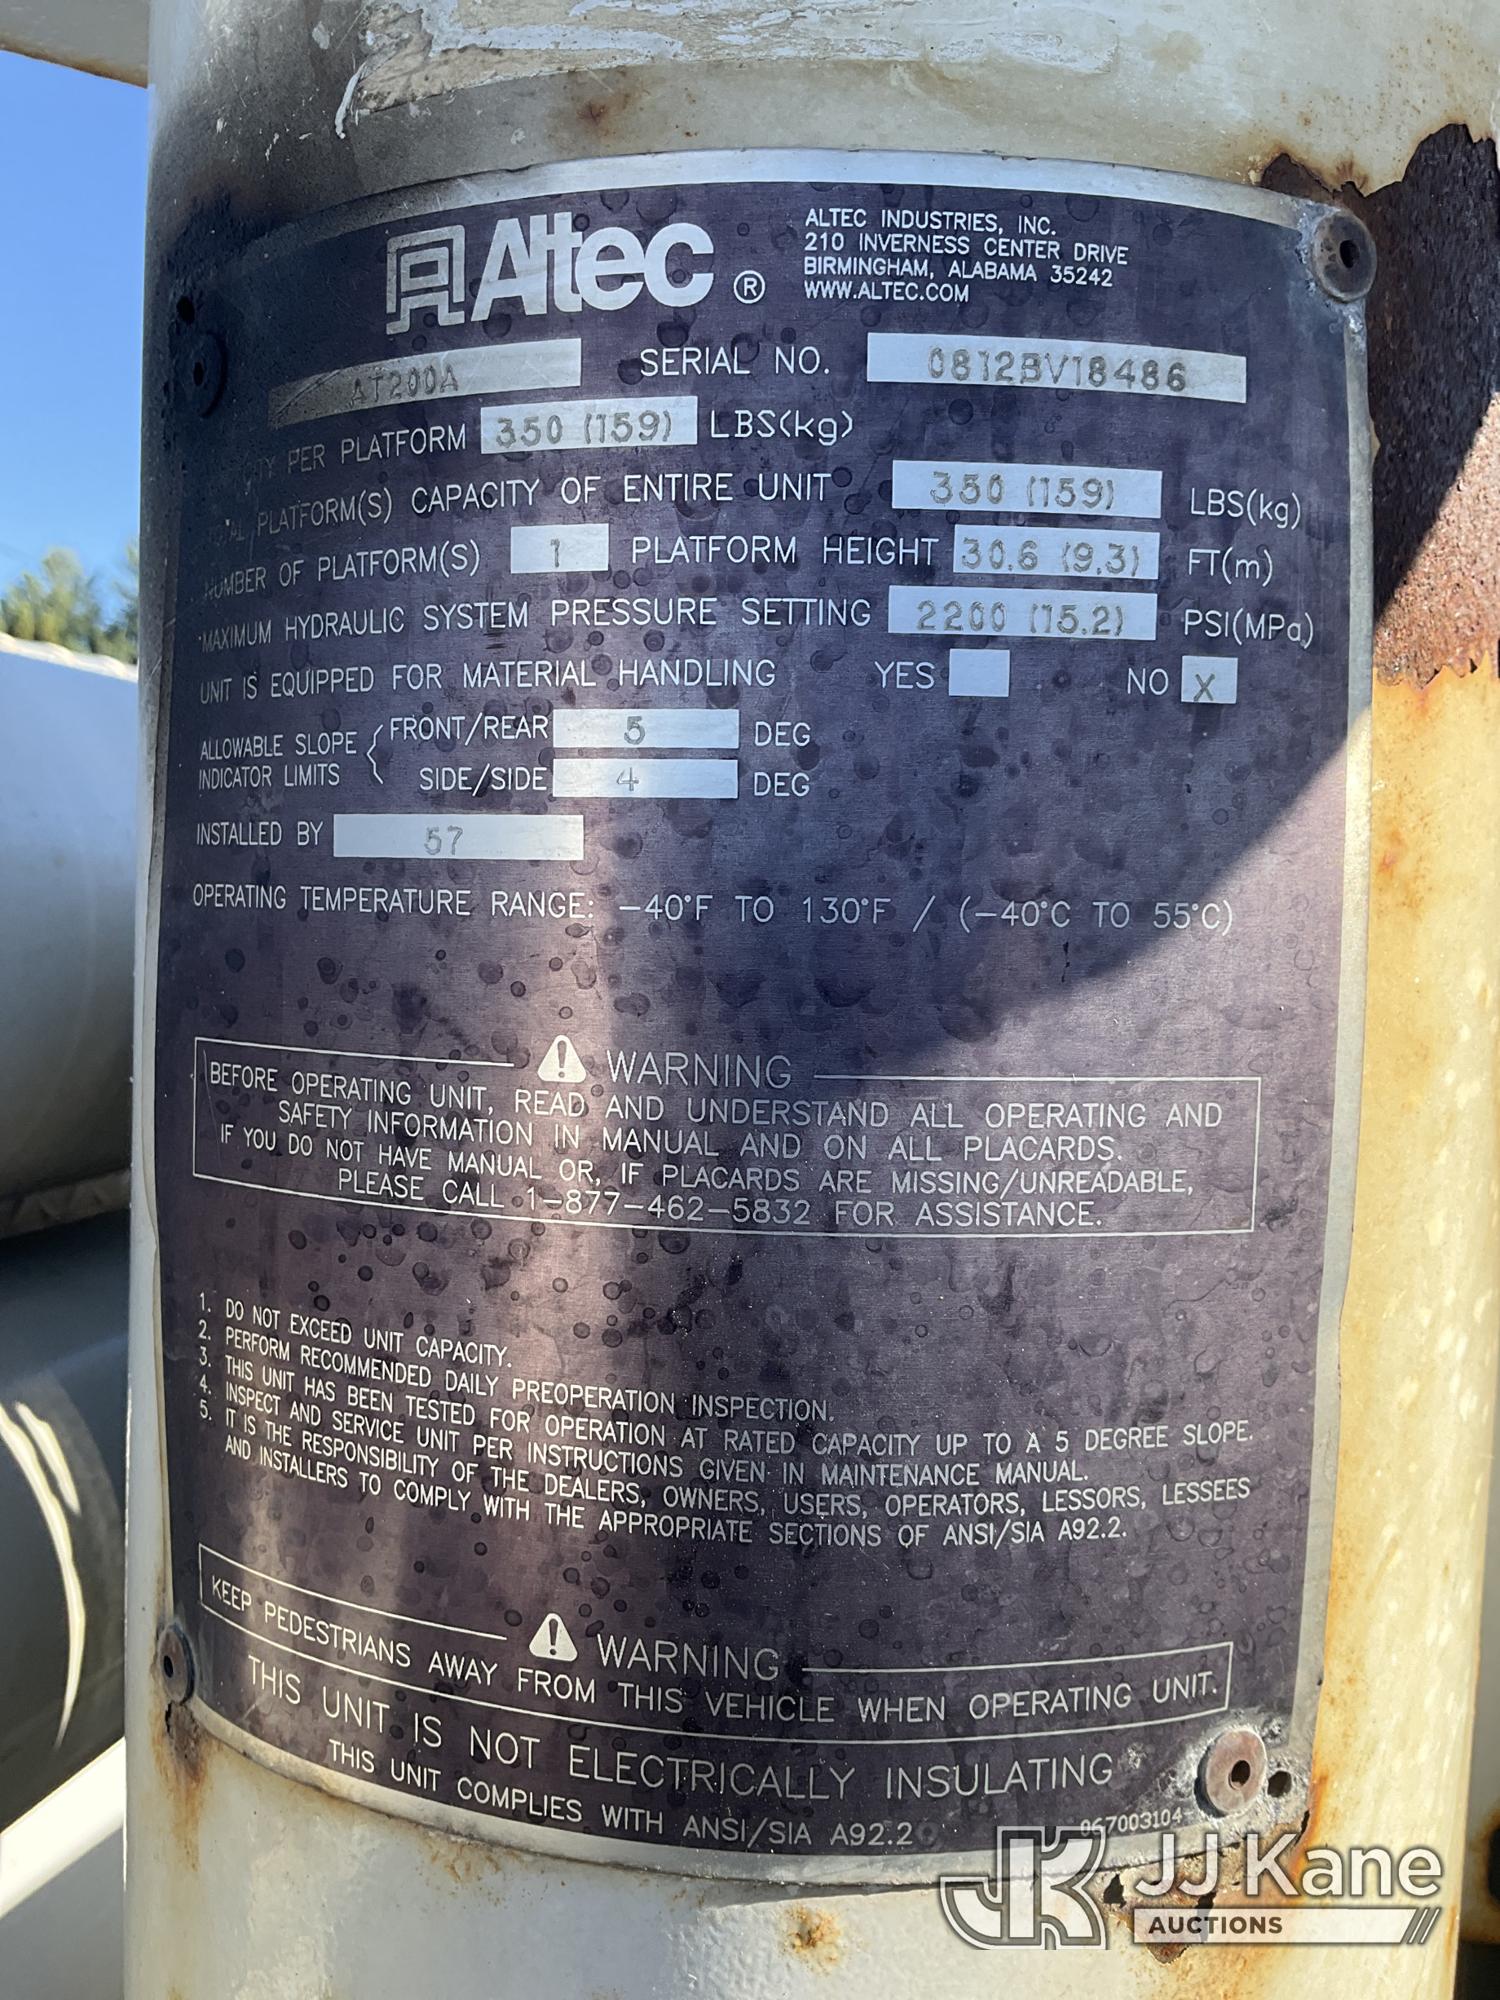 Altec ®
ALTEC INDUSTRIES, INC.
210 INVERNESS CENTER DRIVE
BIRMINGHAM, ALABAMA 35242
WWW.ALTEC.COM
AT200A SERIAL NO. 0812BV18486
PER PLATFORM 350 (159) LBS(kg)
PLATFORM(S) CAPACITY OF ENTIRE UNIT 350 (159) LBS(kg)
NUMBER OF PLATFORM(S) 1 PLATFORM HEIGHT 30.6 (9.3) FT(m)
MAXIMUM HYDRAULIC SYSTEM PRESSURE SETTING 2200 (15.2) PSI(MPa)
UNIT IS EQUIPPED FOR MATERIAL HANDLING YES NO X
ALLOWABLE SLOPE INDICATOR LIMITS { FRONT/REAR 5 DEG
SIDE/SIDE 4 DEG
INSTALLED BY 57
OPERATING TEMPERATURE RANGE: -40°F TO 130°F / (-40°C TO 55°C)
WARNING
BEFORE OPERATING UNIT, READ AND UNDERSTAND ALL OPERATING AND
SAFETY INFORMATION IN MANUAL AND ON ALL PLACARDS.
IF YOU DO NOT HAVE MANUAL OR, IF PLACARDS ARE MISSING/UNREADABLE,
PLEASE CALL 1-877-462-5832 FOR ASSISTANCE.
1. DO NOT EXCEED UNIT CAPACITY.
2. PERFORM RECOMMENDED DAILY PREOPERATION INSPECTION.
3. THIS UNIT HAS BEEN TESTED FOR OPERATION AT RATED CAPACITY UP TO A 5 DEGREE SLOPE.
4. INSPECT AND SERVICE UNIT PER INSTRUCTIONS GIVEN IN MAINTENANCE MANUAL.
5. IT IS THE RESPONSIBILITY OF THE DEALERS, OWNERS, USERS, OPERATORS, LESSORS, LESSEES
AND INSTALLERS TO COMPLY WITH THE APPROPRIATE SECTIONS OF ANSI/SIA A92.2.
WARNING
KEEP PEDESTRIANS AWAY FROM THIS VEHICLE WHEN OPERATING UNIT.
THIS UNIT IS NOT ELECTRICALLY INSULATING
THIS UNIT COMPLIES WITH ANSI/SIA A92.2
067003104
JK JJ Kane
AUCTIONS